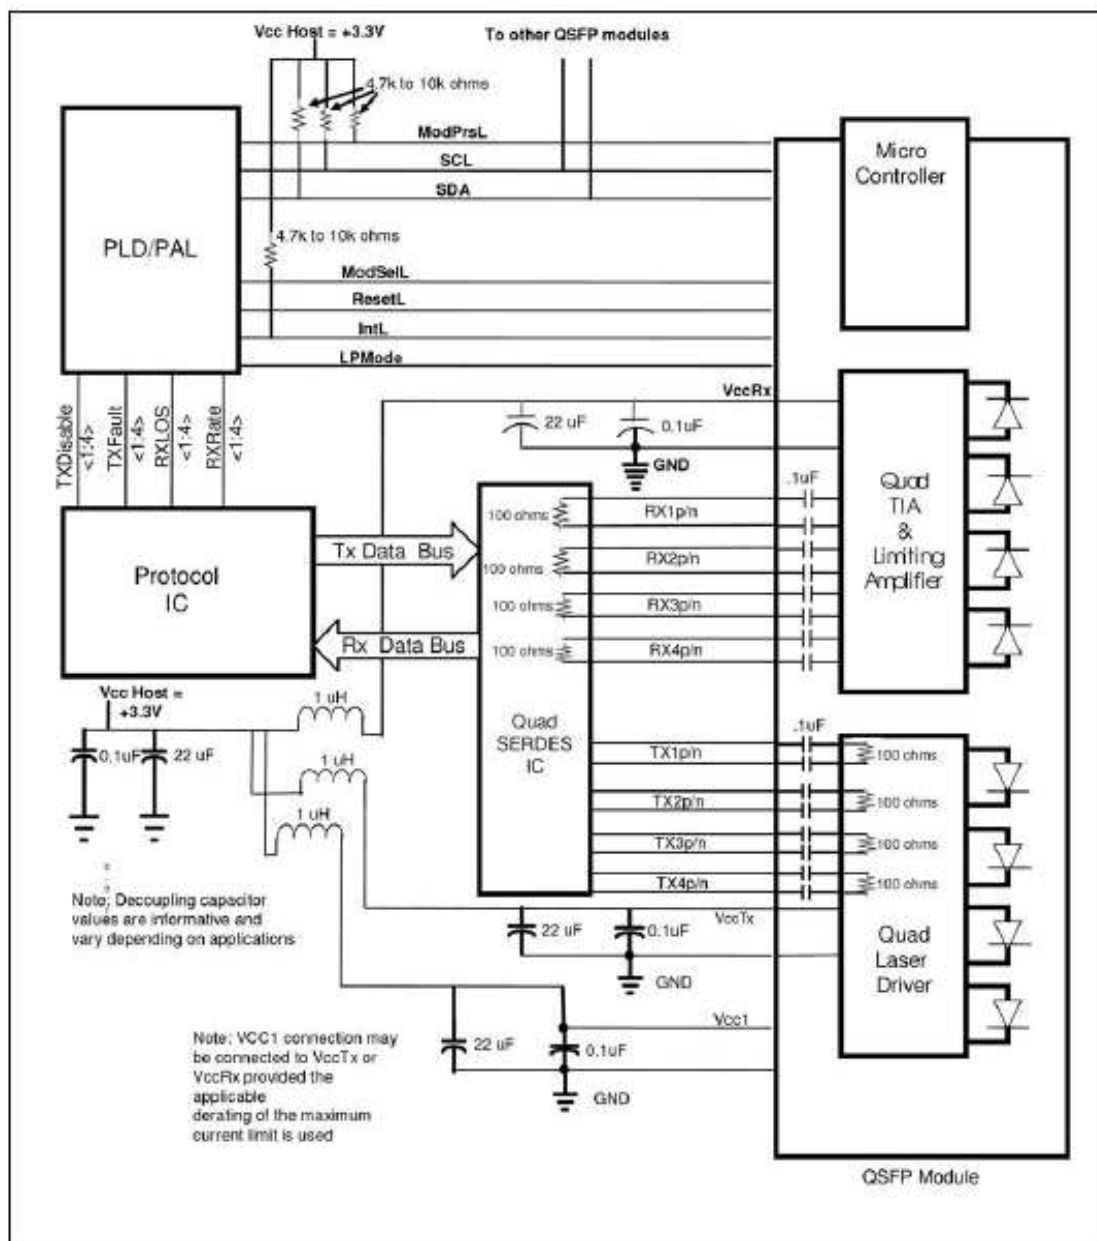 Vcc Host = +3.3V
To other QSFP modules
4.7k to 10k ohms
ModPrsL
SCL
SDA
Micro
Controller
PLD/PAL
4.7k to 10k ohms
ModSelL
ResetL
IntL
LPMode
TXDisable
<1:4>
TXFault
<1:4>
RXLOS
<1:4>
RXRate
<1:4>
VccRx
22 uF
0.1uF
GND
Protocol
IC
Tx Data Bus
Rx Data Bus
100 ohms
100 ohms
100 ohms
100 ohms
RX1p/n
RX2p/n
RX3p/n
RX4p/n
.1uF
Quad
TIA
&
Limiting
Amplifier
Vcc Host =
+3.3V
0.1uF
22 uF
1 uH
1 uH
1 uH
Quad
SERDES
IC
TX1p/n
TX2p/n
TX3p/n
TX4p/n
.1uF
100 ohms
100 ohms
100 ohms
100 ohms
Quad
Laser
Driver
Note: Decoupling capacitor
values are informative and
vary depending on applications
22 uF
0.1uF
VccTx
GND
Note: VCC1 connection may
be connected to VccTx or
VccRx provided the
applicable
derating of the maximum
current limit is used
22 uF
0.1uF
Vcc1
GND
QSFP Module